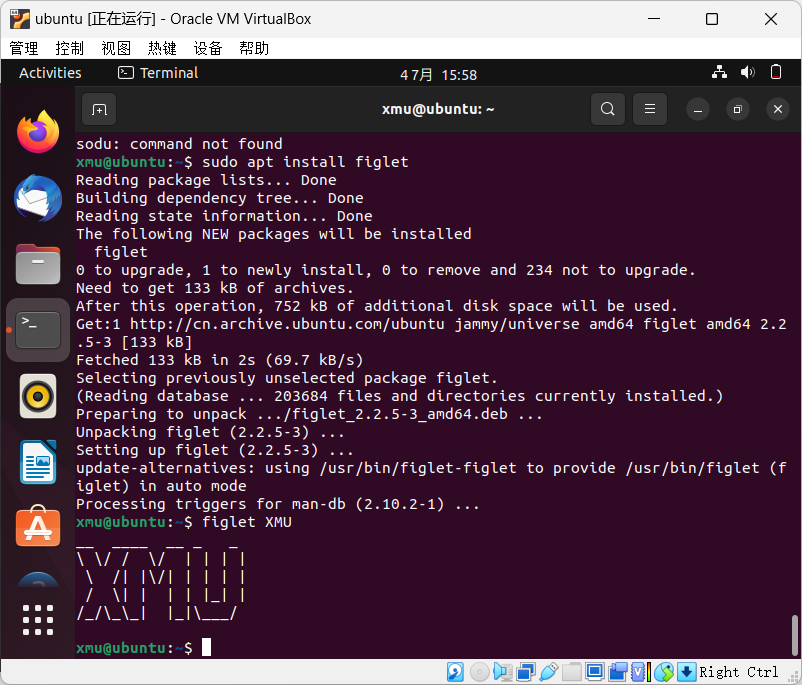 ubuntu [正在运行] - Oracle VM VirtualBox
管理 控制 视图 热键 设备 帮助
Activities Terminal 4 7月 15:58
xmu@ubuntu: ~
sodu: command not found
xmu@ubuntu:~$ sudo apt install figlet
Reading package lists... Done
Building dependency tree... Done
Reading state information... Done
The following NEW packages will be installed
  figlet
0 to upgrade, 1 to newly install, 0 to remove and 234 not to upgrade.
Need to get 133 kB of archives.
After this operation, 752 kB of additional disk space will be used.
Get:1 http://cn.archive.ubuntu.com/ubuntu jammy/universe amd64 figlet amd64 2.2
.5-3 [133 kB]
Fetched 133 kB in 2s (69.7 kB/s)
Selecting previously unselected package figlet.
(Reading database ... 203684 files and directories currently installed.)
Preparing to unpack .../figlet_2.2.5-3_amd64.deb ...
Unpacking figlet (2.2.5-3) ...
Setting up figlet (2.2.5-3) ...
update-alternatives: using /usr/bin/figlet-figlet to provide /usr/bin/figlet (f
iglet) in auto mode
Processing triggers for man-db (2.10.2-1) ...
xmu@ubuntu:~$ figlet XMU
__  ____  __ _   _
\ \/ /  \/  | | | |
 \  /| |\/| | | | |
 /  \| |  | | |_| |
/_/\_\_|  |_|\___/
xmu@ubuntu:~$
Right Ctrl